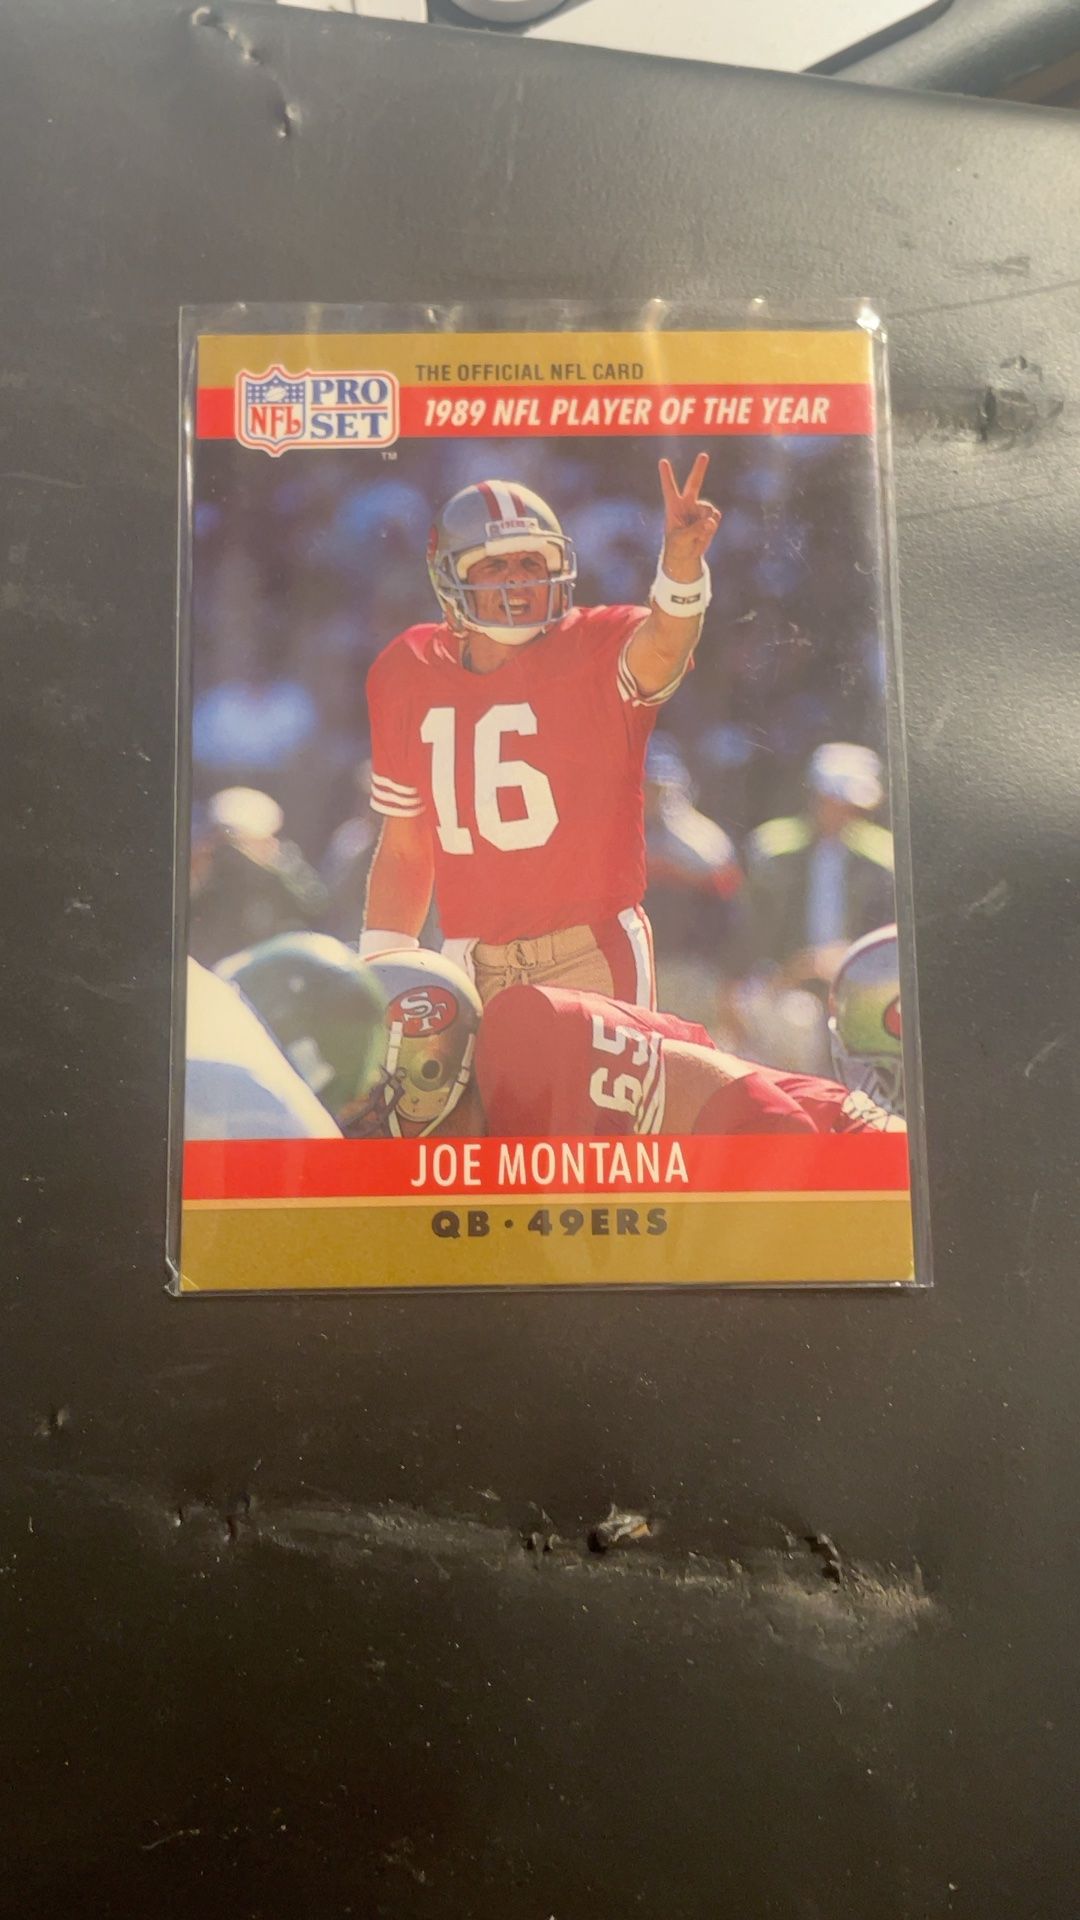 THE OFFICIAL NFL CARD
NFL PRO SET ™
1989 NFL PLAYER OF THE YEAR
49ERS
16
SF
65
JOE MONTANA
QB · 49ERS